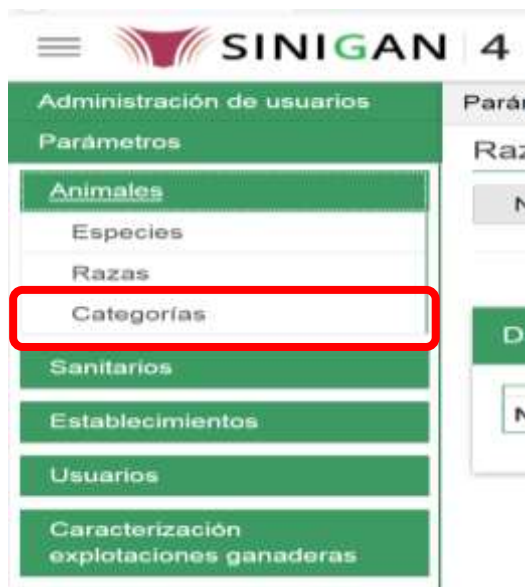 SINIGAN 4
Administración de usuarios
Parámetros
Animales
Especies
Razas
Categorías
Sanitarios
Establecimientos
Usuarios
Caracterización
explotaciones ganaderas